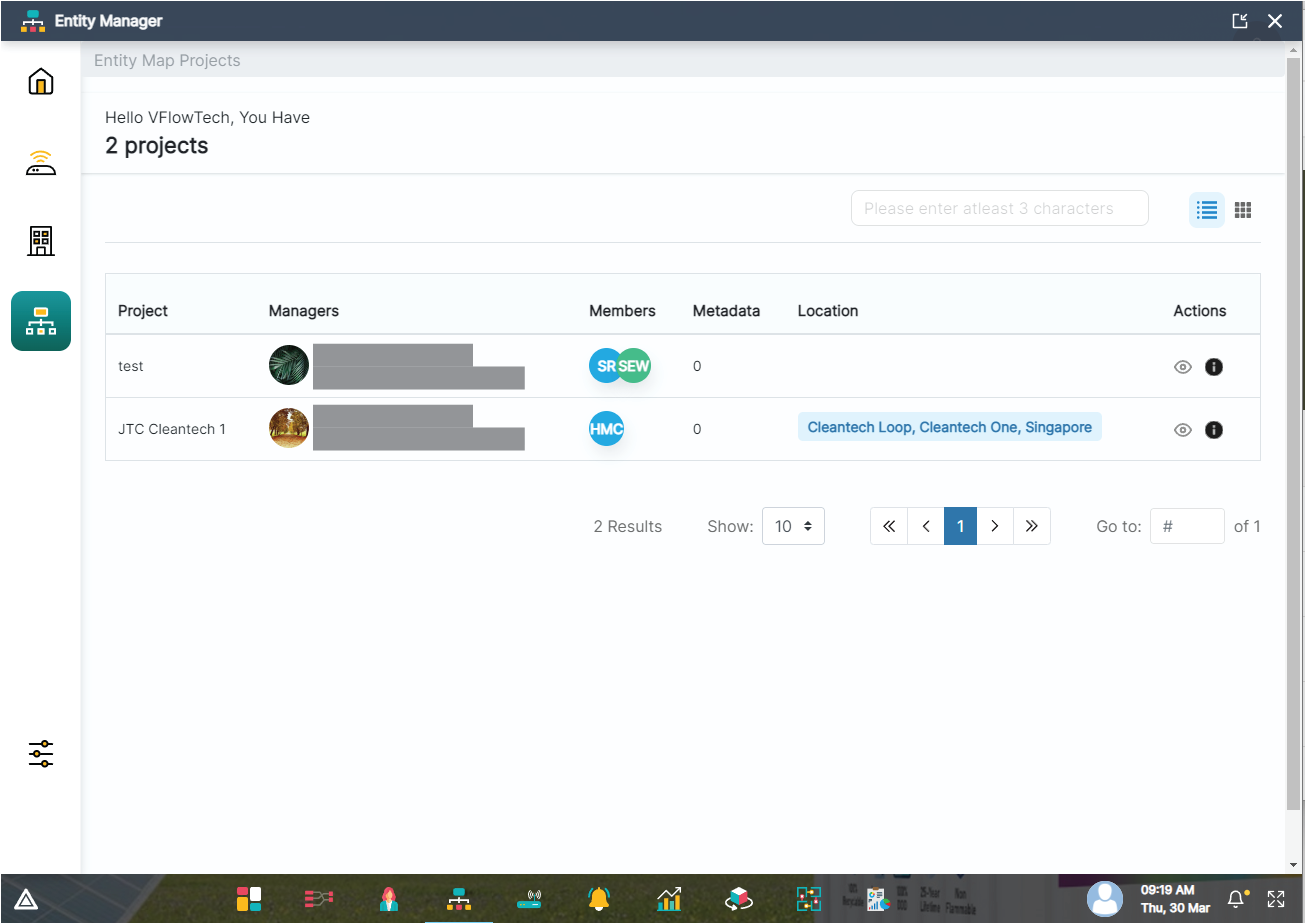 Entity Manager
Entity Map Projects
Hello VFlowTech, You Have
2 projects
Please enter atleast 3 characters
Project Managers Members Metadata Location Actions
test SR SEW 0
JTC Cleantech 1 HMC 0 Cleantech Loop, Cleantech One, Singapore
2 Results Show: 10 1 Go to: # of 1
09:19 AM
Thu, 30 Mar